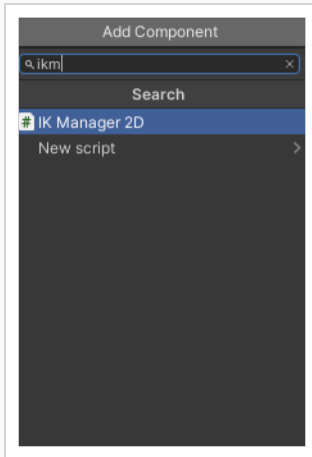 Add Component
ikm
Search
# IK Manager 2D
New script